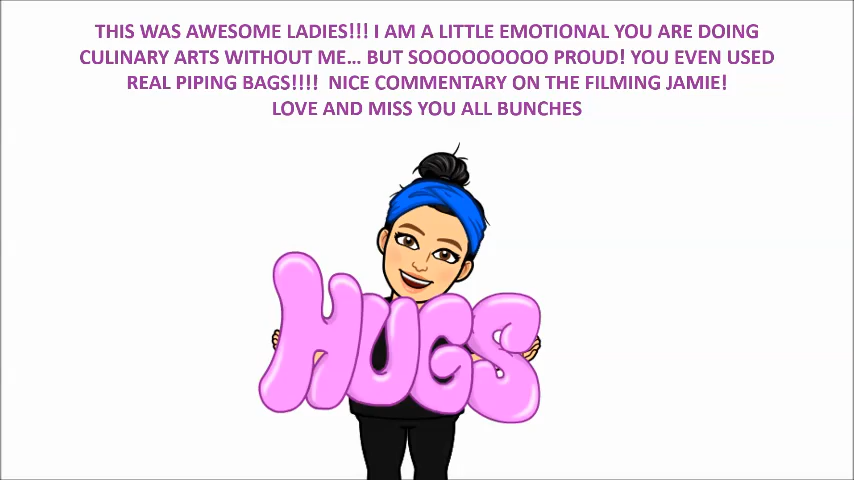 THIS WAS AWESOME LADIES!!! I AM A LITTLE EMOTIONAL YOU ARE DOING
CULINARY ARTS WITHOUT ME... BUT SOOOOOOOOO PROUD! YOU EVEN USED
REAL PIPING BAGS!!!!  NICE COMMENTARY ON THE FILMING JAMIE!
LOVE AND MISS YOU ALL BUNCHES
HUGS